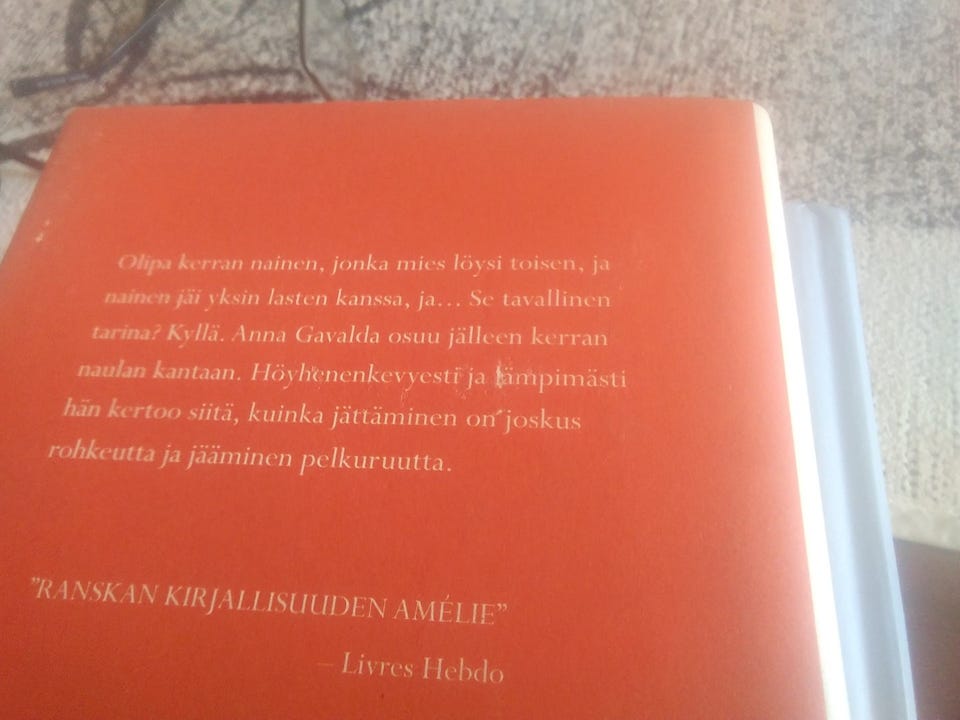 Olipa kerran nainen, jonka mies löysi toisen, ja
nainen jäi yksin lasten kanssa, ja... Se tavallinen
tarina? Kyllä. Anna Gavalda osuu jälleen kerran
naulan kantaan. Höyhenenkevyesti ja lämpimästi
hän kertoo siitä, kuinka jättäminen on joskus
rohkeutta ja jääminen pelkuruutta.
"RANSKAN KIRJALLISUUDEN AMÉLIE"
– Livres Hebdo